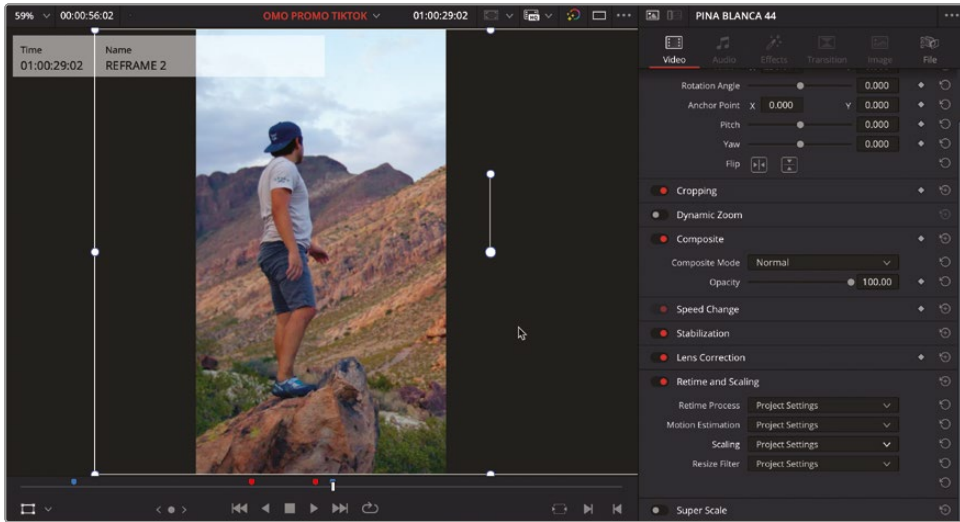 59%
00:00:56:02
OMO PROMO TIKTOK
01:00:29:02
PINA BLANCA 44
Time
Name
01:00:29:02
REFRAME 2
Video
Audio
Effects
Transition
Image
File
Rotation Angle 0.000
Anchor Point X 0.000 Y 0.000
Pitch 0.000
Yaw 0.000
Flip
Cropping
Dynamic Zoom
Composite
Composite Mode Normal
Opacity 100.00
Speed Change
Stabilization
Lens Correction
Retime and Scaling
Retime Process Project Settings
Motion Estimation Project Settings
Scaling Project Settings
Resize Filter Project Settings
Super Scale